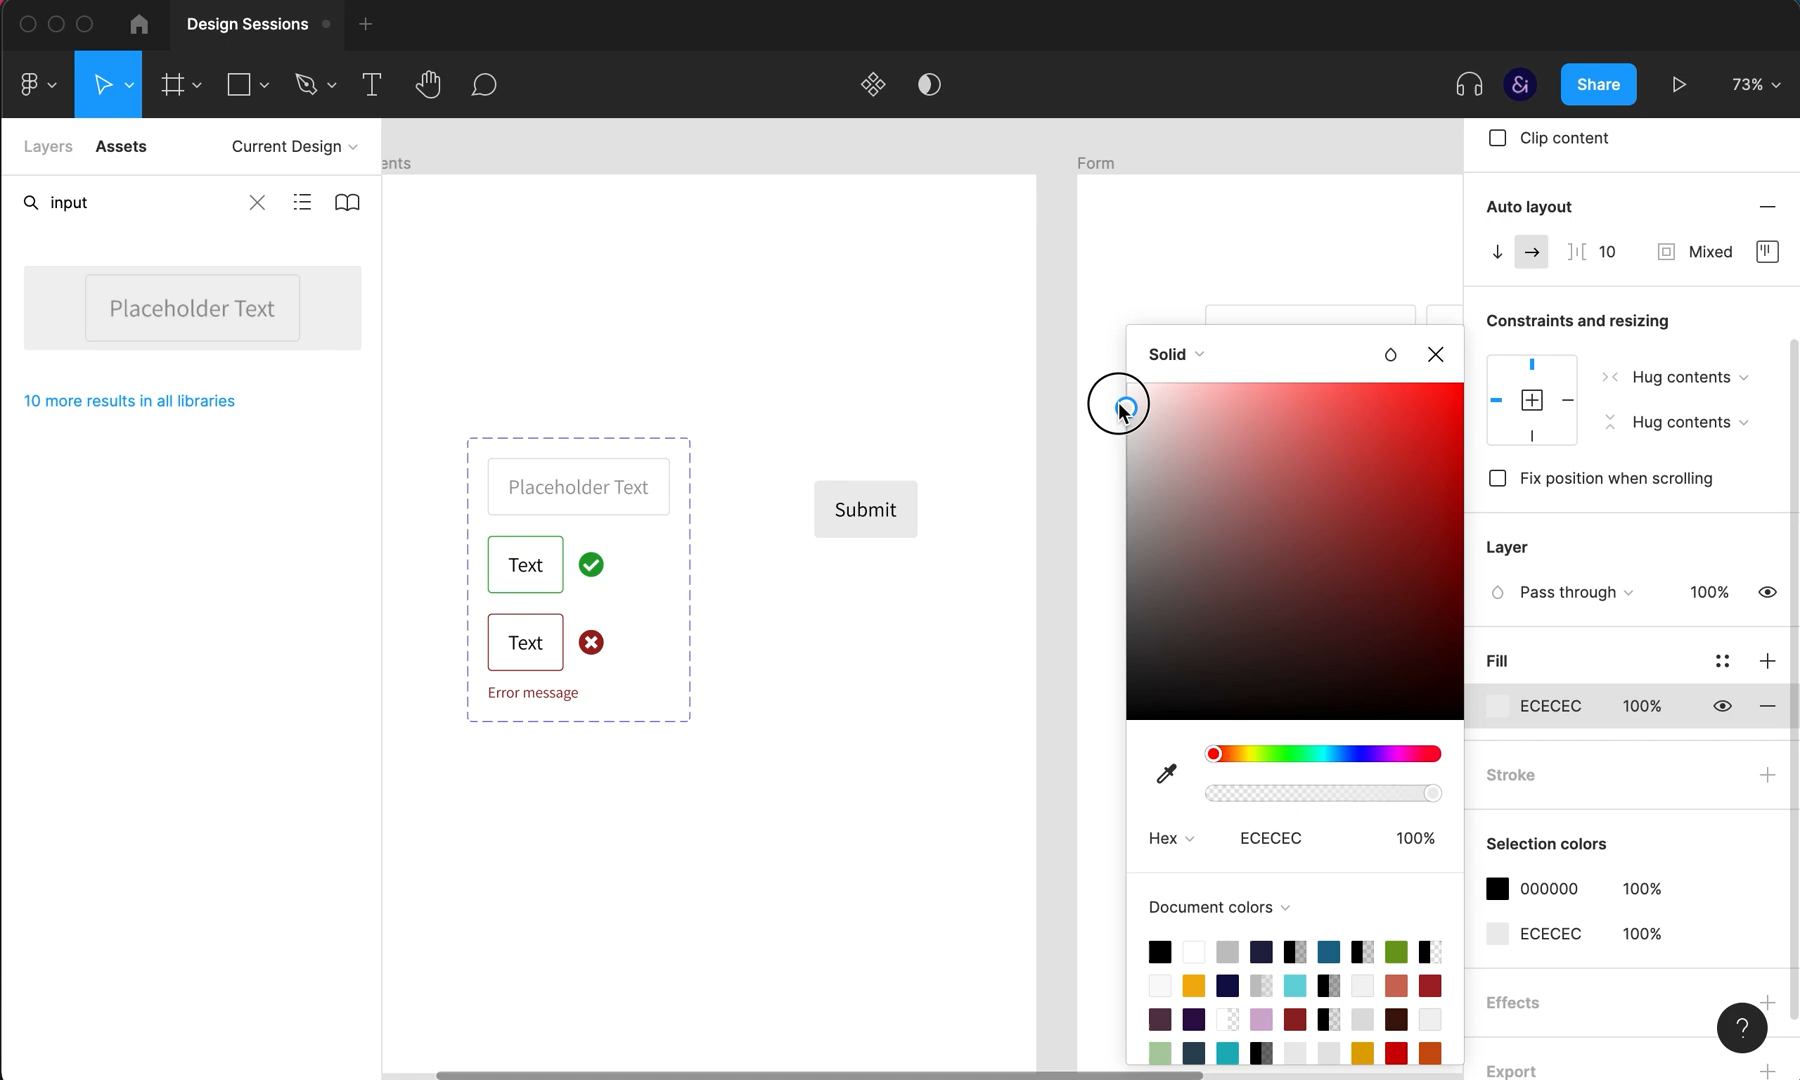 Design Sessions
Share
73%
Layers
Assets
Current Design
input
Placeholder Text
10 more results in all libraries
ents
Form
Placeholder Text
Text
Text
Error message
Submit
Solid
Hex
ECECEC
100%
Document colors
Clip content
Auto layout
10
Mixed
Constraints and resizing
Hug contents
Hug contents
Fix position when scrolling
Layer
Pass through
100%
Fill
ECECEC
100%
Stroke
Selection colors
000000
100%
ECECEC
100%
Effects
?
Export